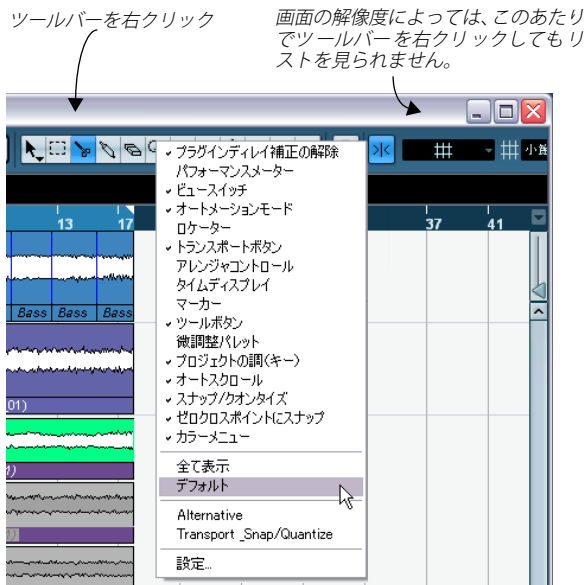 ツールバーを右クリック
画面の解像度によっては、このあたり
でツールバーを右クリックしてもリ
ストを見られません。
小節
13
17
37
41
Bass
Bass
Bass
01)
プラグインディレイ補正の解除
パフォーマンスメーター
ビュースイッチ
オートメーションモード
ロケーター
トランスポートボタン
アレンジャコントロール
タイムディスプレイ
マーカー
ツールボタン
微調整パレット
プロジェクトの調(キー)
オートスクロール
スナップ/クオンタイズ
ゼロクロスポイントにスナップ
カラーメニュー
全て表示
デフォルト
Alternative
Transport _Snap/Quantize
設定...